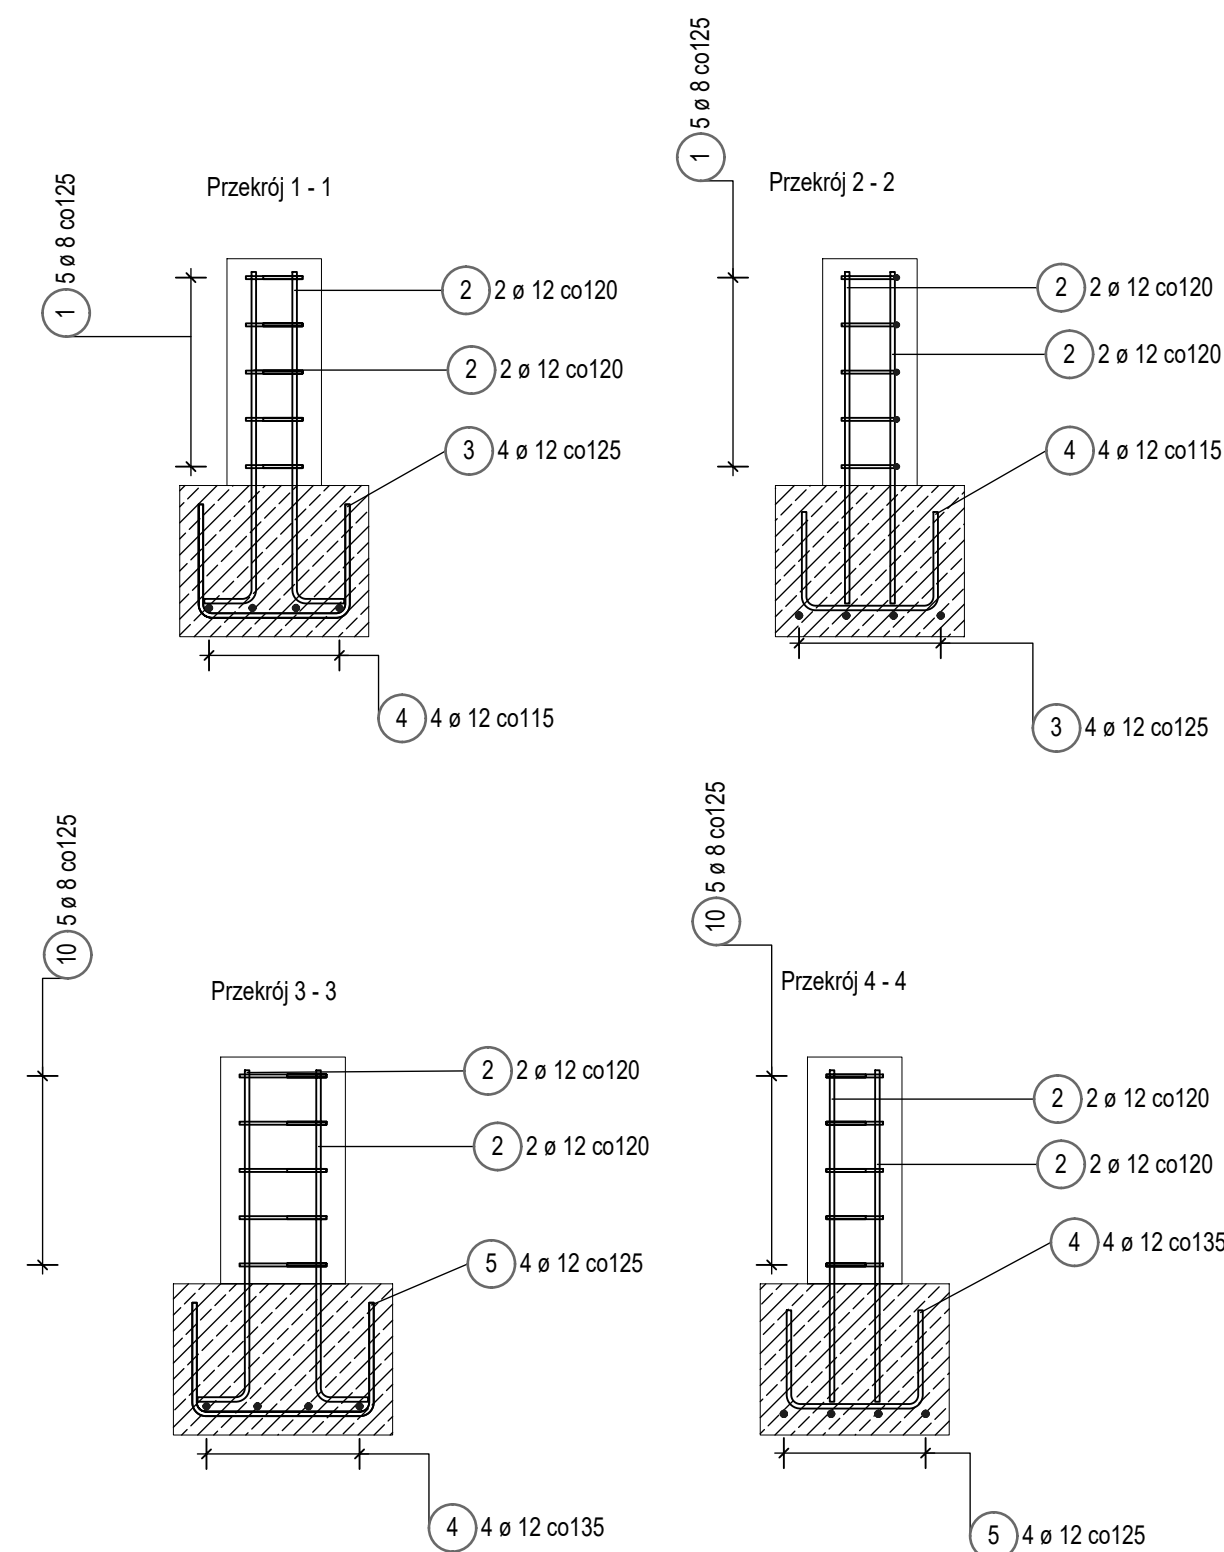 1 5 ø 8 co125
Przekrój 1 - 1
2 2 ø 12 co120
2 2 ø 12 co120
3 4 ø 12 co125
4 4 ø 12 co115
1 5 ø 8 co125
Przekrój 2 - 2
2 2 ø 12 co120
2 2 ø 12 co120
4 4 ø 12 co115
3 4 ø 12 co125
10 5 ø 8 co125
Przekrój 3 - 3
2 2 ø 12 co120
2 2 ø 12 co120
5 4 ø 12 co125
4 4 ø 12 co135
10 5 ø 8 co125
Przekrój 4 - 4
2 2 ø 12 co120
2 2 ø 12 co120
4 4 ø 12 co135
5 4 ø 12 co125